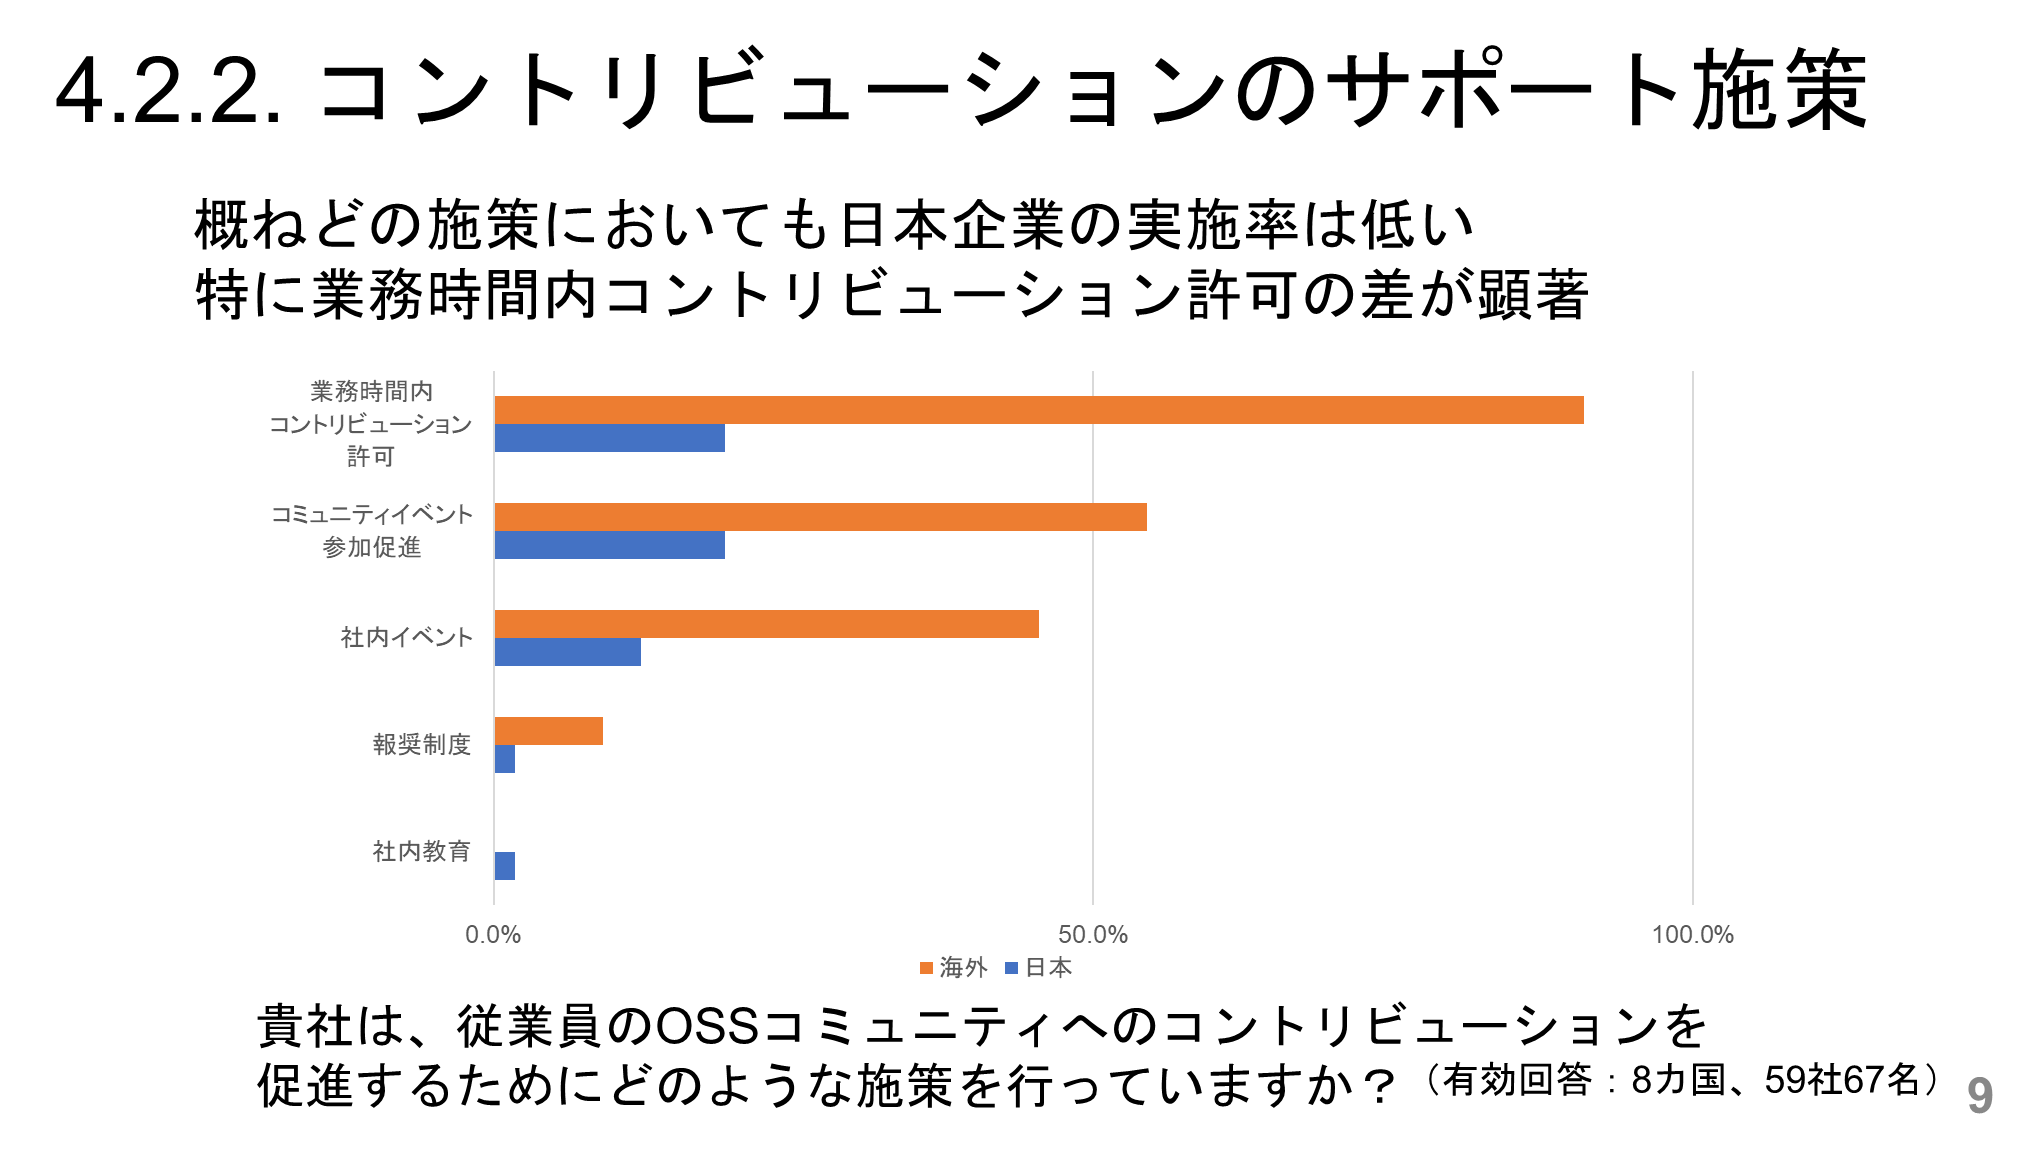 4.2.2. コントリビューションのサポート施策
概ねどの施策においても日本企業の実施率は低い
特に業務時間内コントリビューション許可の差が顕著
業務時間内
コントリビューション
許可
コミュニティイベント
参加促進
社内イベント
報奨制度
社内教育
0.0%
50.0%
100.0%
海外
日本
貴社は、従業員のOSSコミュニティへのコントリビューションを
促進するためにどのような施策を行っていますか？（有効回答：8カ国、59社67名）
9